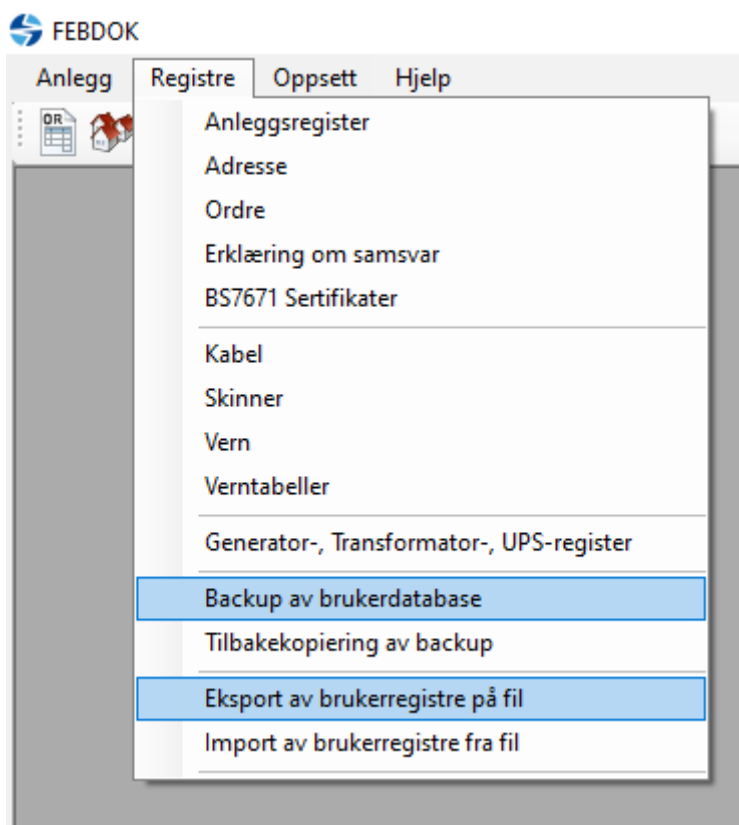 FEBDOK
Anlegg Registre Oppsett Hjelp
OR
Anleggsregister
Adresse
Ordre
Erklæring om samsvar
BS7671 Sertifikater
Kabel
Skinner
Vern
Verntabeller
Generator-, Transformator-, UPS-register
Backup av brukerdatabase
Tilbakekopiering av backup
Eksport av brukerregistre på fil
Import av brukerregistre fra fil